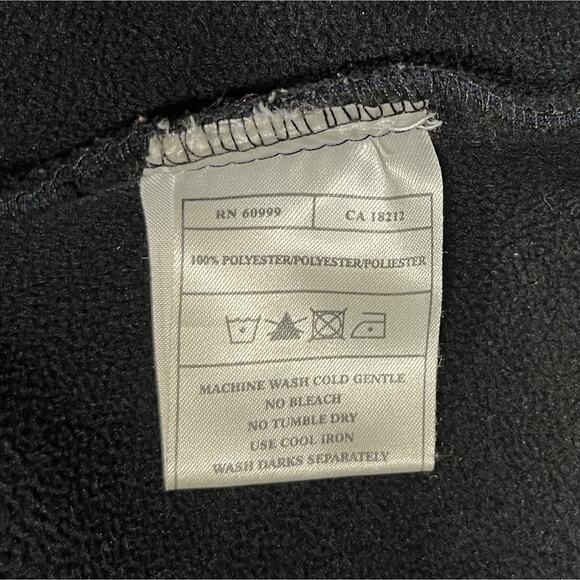 RN 60999 CA 18212
100% POLYESTER/POLYESTER/POLIESTER
MACHINE WASH COLD GENTLE
NO BLEACH
NO TUMBLE DRY
USE COOL IRON
WASH DARKS SEPARATELY